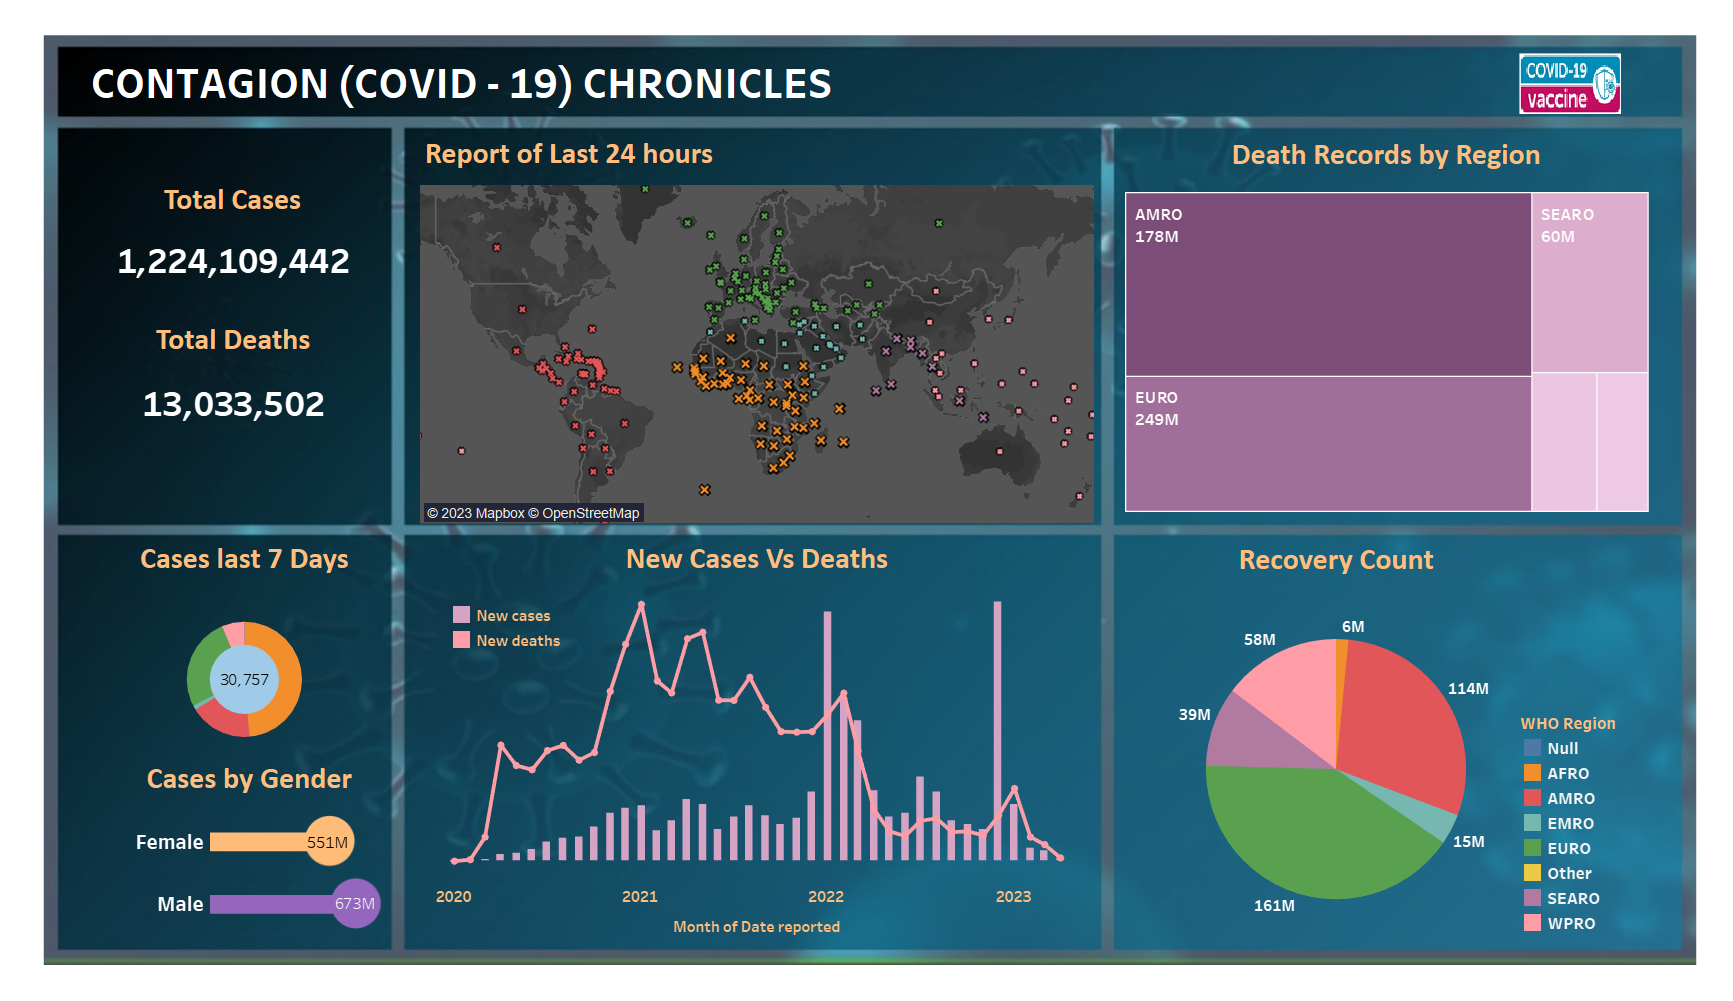 CONTAGION (COVID - 19) CHRONICLES
COVID-19
vaccine
Total Cases
1,224,109,442
Total Deaths
13,033,502
Report of Last 24 hours
© 2023 Mapbox © OpenStreetMap
Death Records by Region
AMRO
178M
SEARO
60M
EURO
249M
Cases last 7 Days
30,757
Cases by Gender
Female
551M
Male
673M
New Cases Vs Deaths
New cases
New deaths
2020
2021
2022
2023
Month of Date reported
Recovery Count
6M
58M
114M
39M
15M
161M
WHO Region
Null
AFRO
AMRO
EMRO
EURO
Other
SEARO
WPRO